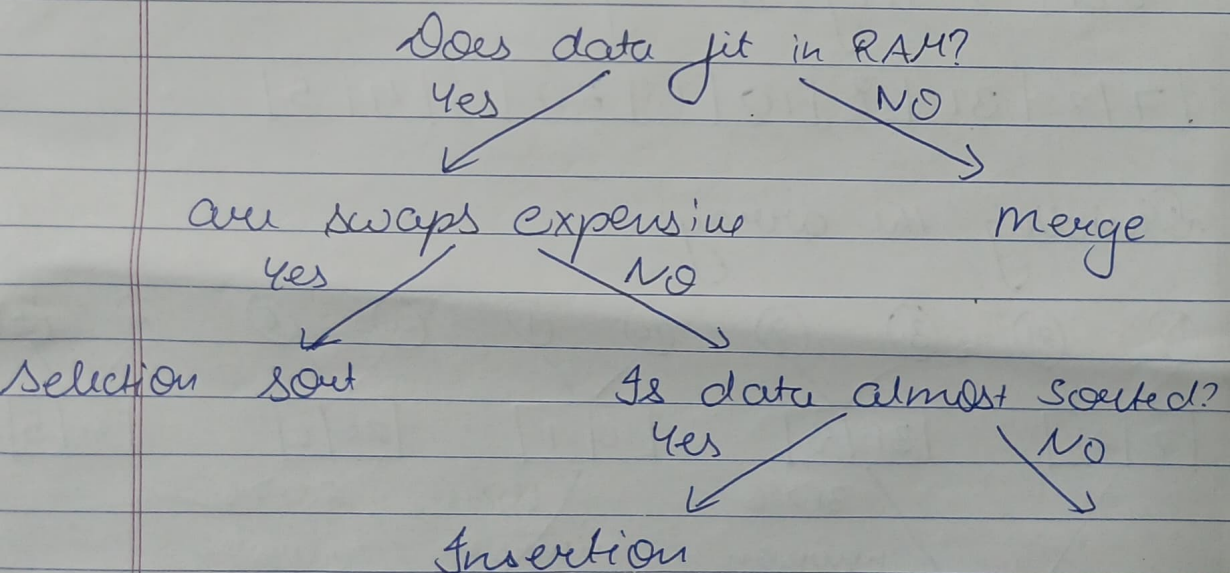 Does data fit in RAM?
Yes NO
are swaps expensive merge
Yes NO
selection sort Is data almost sorted?
Yes NO
Insertion